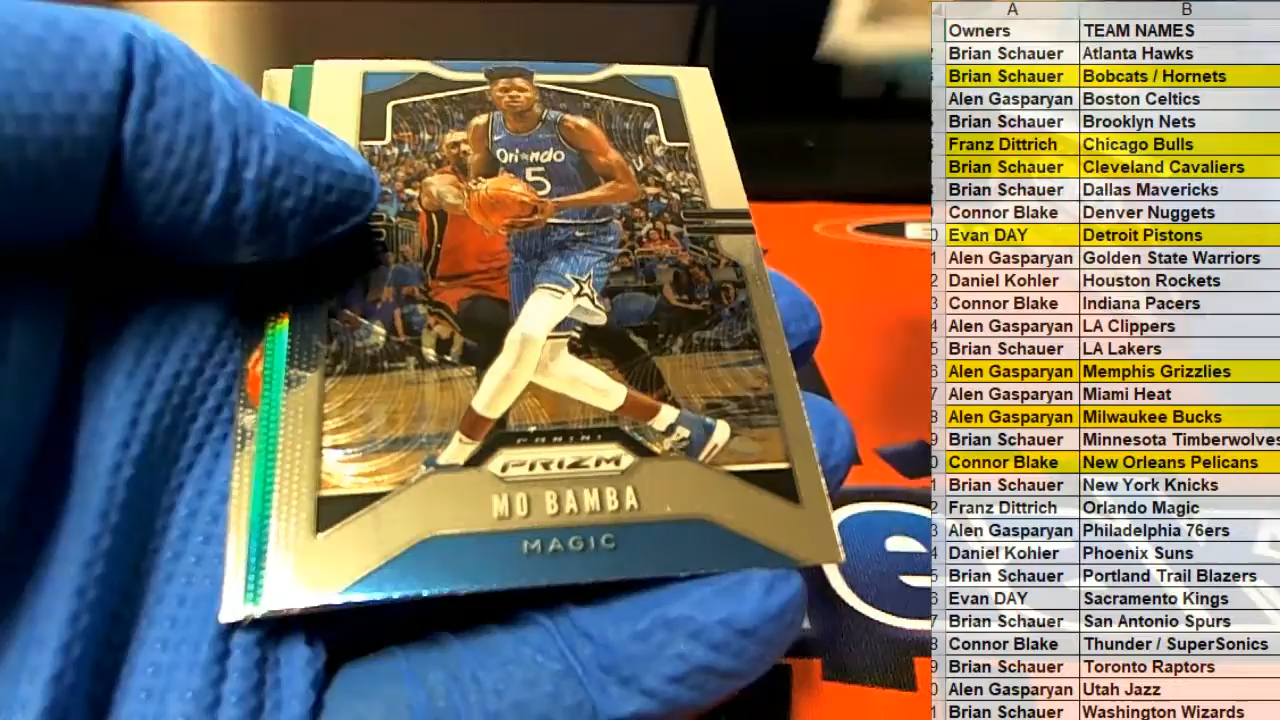 Orlando
5
PANINI
PRIZM
MO BAMBA
MAGIC
A B
Owners TEAM NAMES
Brian Schauer Atlanta Hawks
Brian Schauer Bobcats / Hornets
Alen Gasparyan Boston Celtics
Brian Schauer Brooklyn Nets
Franz Dittrich Chicago Bulls
Brian Schauer Cleveland Cavaliers
Brian Schauer Dallas Mavericks
Connor Blake Denver Nuggets
Evan DAY Detroit Pistons
Alen Gasparyan Golden State Warriors
Daniel Kohler Houston Rockets
Connor Blake Indiana Pacers
Alen Gasparyan LA Clippers
Brian Schauer LA Lakers
Alen Gasparyan Memphis Grizzlies
Alen Gasparyan Miami Heat
Alen Gasparyan Milwaukee Bucks
Brian Schauer Minnesota Timberwolves
Connor Blake New Orleans Pelicans
Brian Schauer New York Knicks
Franz Dittrich Orlando Magic
Alen Gasparyan Philadelphia 76ers
Daniel Kohler Phoenix Suns
Brian Schauer Portland Trail Blazers
Evan DAY Sacramento Kings
Brian Schauer San Antonio Spurs
Connor Blake Thunder / SuperSonics
Brian Schauer Toronto Raptors
Alen Gasparyan Utah Jazz
Brian Schauer Washington Wizards